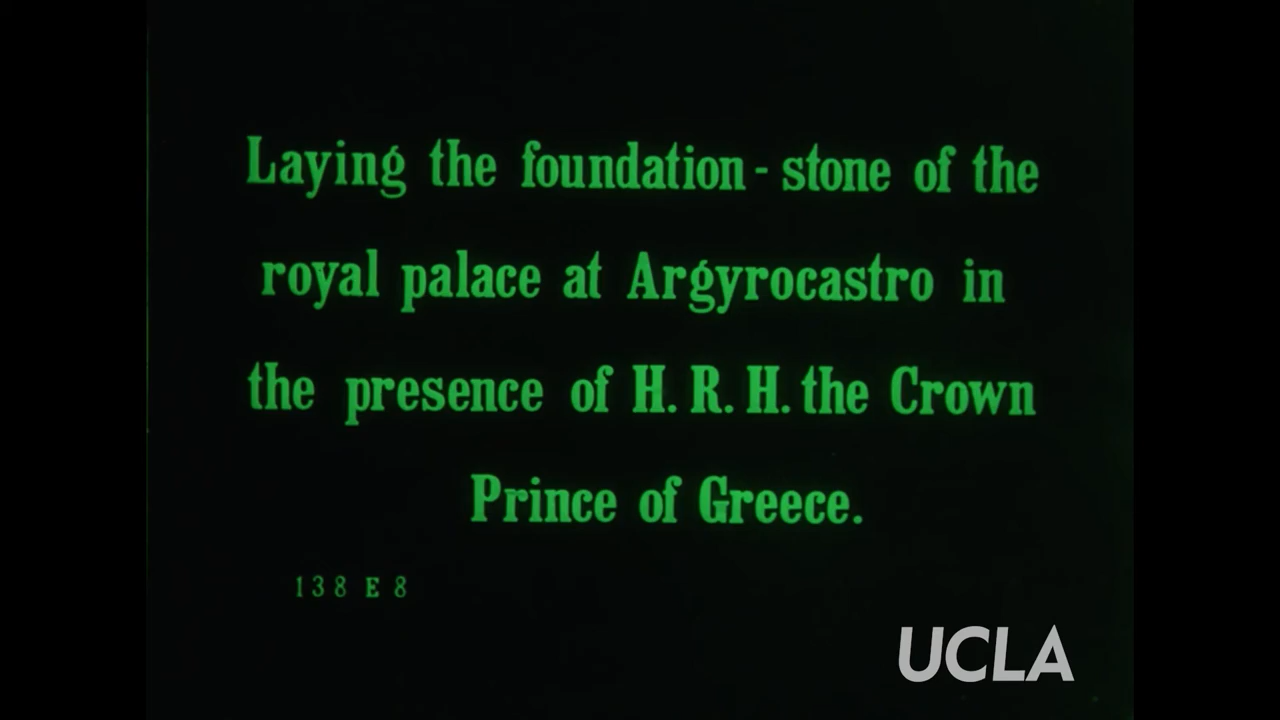 Laying the foundation - stone of the
royal palace at Argyrocastro in
the presence of H. R. H. the Crown
Prince of Greece.
138 E 8
UCLA